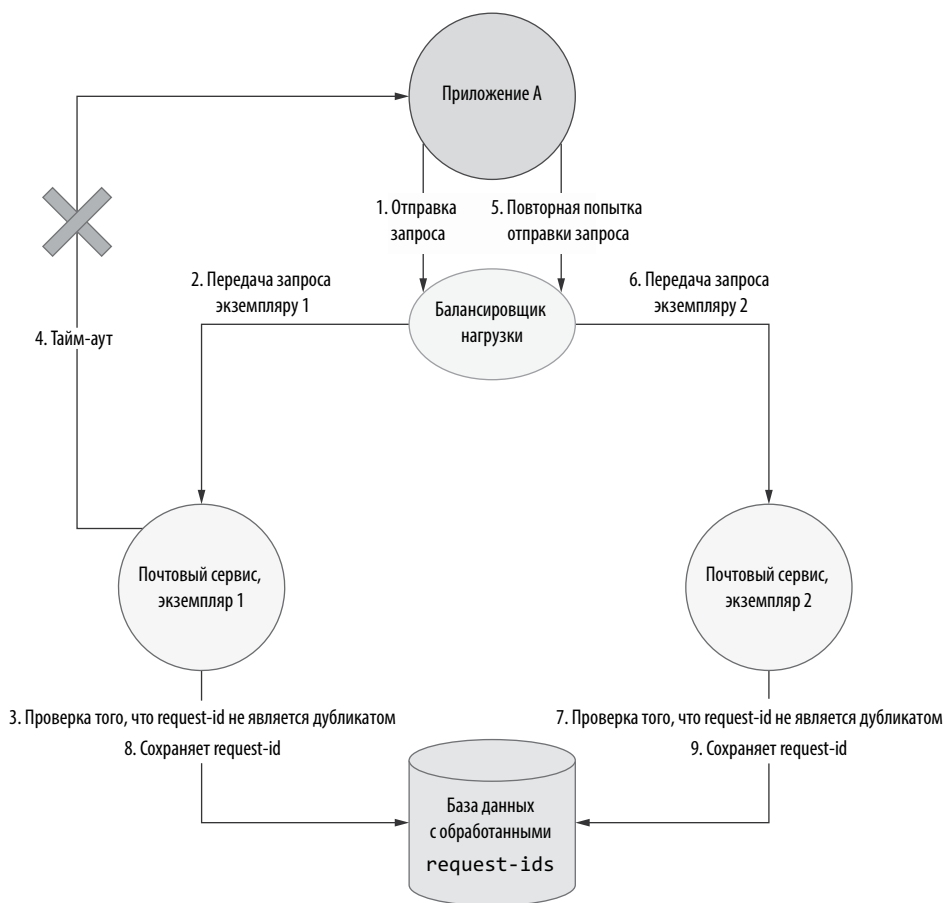 Приложение А
1. Отправка
запроса
5. Повторная попытка
отправки запроса
2. Передача запроса
экземпляру 1
6. Передача запроса
экземпляру 2
Балансировщик
нагрузки
4. Тайм-аут
Почтовый сервис,
экземпляр 1
Почтовый сервис,
экземпляр 2
3. Проверка того, что request-id не является дубликатом
8. Сохраняет request-id
7. Проверка того, что request-id не является дубликатом
9. Сохраняет request-id
База данных
с обработанными
request-ids